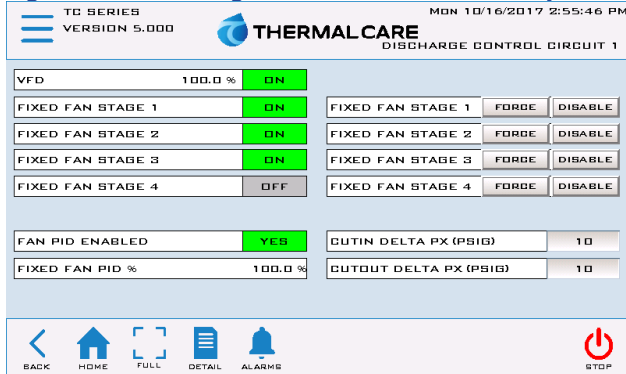 TC SERIES
VERSION 5.000
THERMALCARE
MON 10/16/2017 2:55:46 PM
DISCHARGE CONTROL CIRCUIT 1
VFD 100.0 % ON
FIXED FAN STAGE 1 ON FIXED FAN STAGE 1 FORCE DISABLE
FIXED FAN STAGE 2 ON FIXED FAN STAGE 2 FORCE DISABLE
FIXED FAN STAGE 3 ON FIXED FAN STAGE 3 FORCE DISABLE
FIXED FAN STAGE 4 OFF FIXED FAN STAGE 4 FORCE DISABLE
FAN PID ENABLED YES CUTIN DELTA PX (PSIG) 10
FIXED FAN PID % 100.0 % CUTOUT DELTA PX (PSIG) 10
BACK HOME FULL DETAIL ALARMS STOP